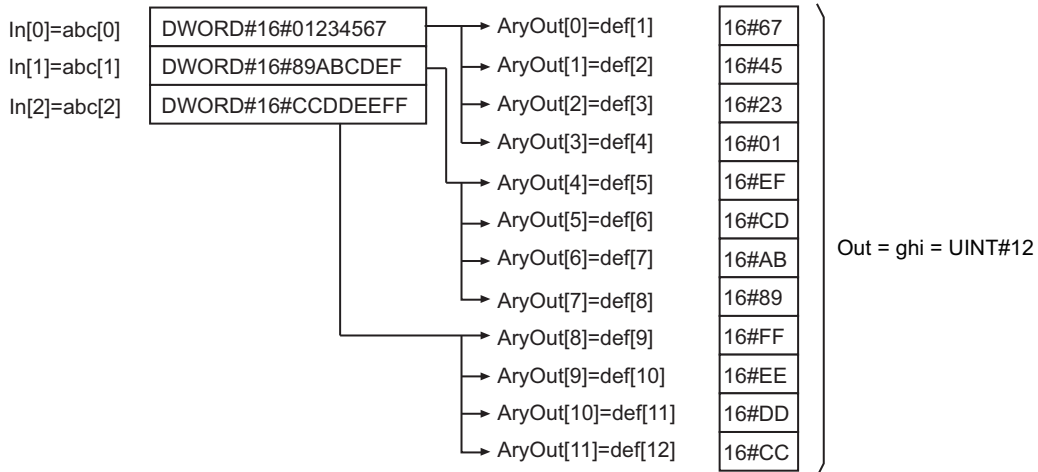 In[0]=abc[0] DWORD#16#01234567 AryOut[0]=def[1] 16#67
In[1]=abc[1] DWORD#16#89ABCDEF AryOut[1]=def[2] 16#45
In[2]=abc[2] DWORD#16#CCDDEEFF AryOut[2]=def[3] 16#23
AryOut[3]=def[4] 16#01
AryOut[4]=def[5] 16#EF
AryOut[5]=def[6] 16#CD
AryOut[6]=def[7] 16#AB
Out = ghi = UINT#12
AryOut[7]=def[8] 16#89
AryOut[8]=def[9] 16#FF
AryOut[9]=def[10] 16#EE
AryOut[10]=def[11] 16#DD
AryOut[11]=def[12] 16#CC